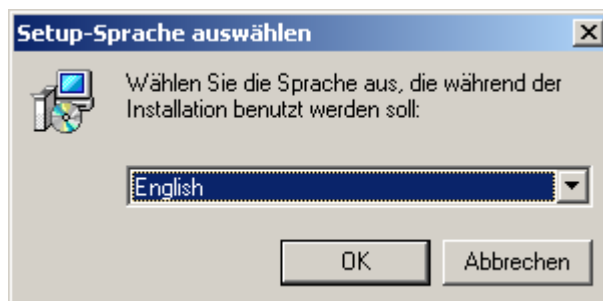 Setup-Sprache auswählen
Wählen Sie die Sprache aus, die während der
Installation benutzt werden soll:
English
OK
Abbrechen